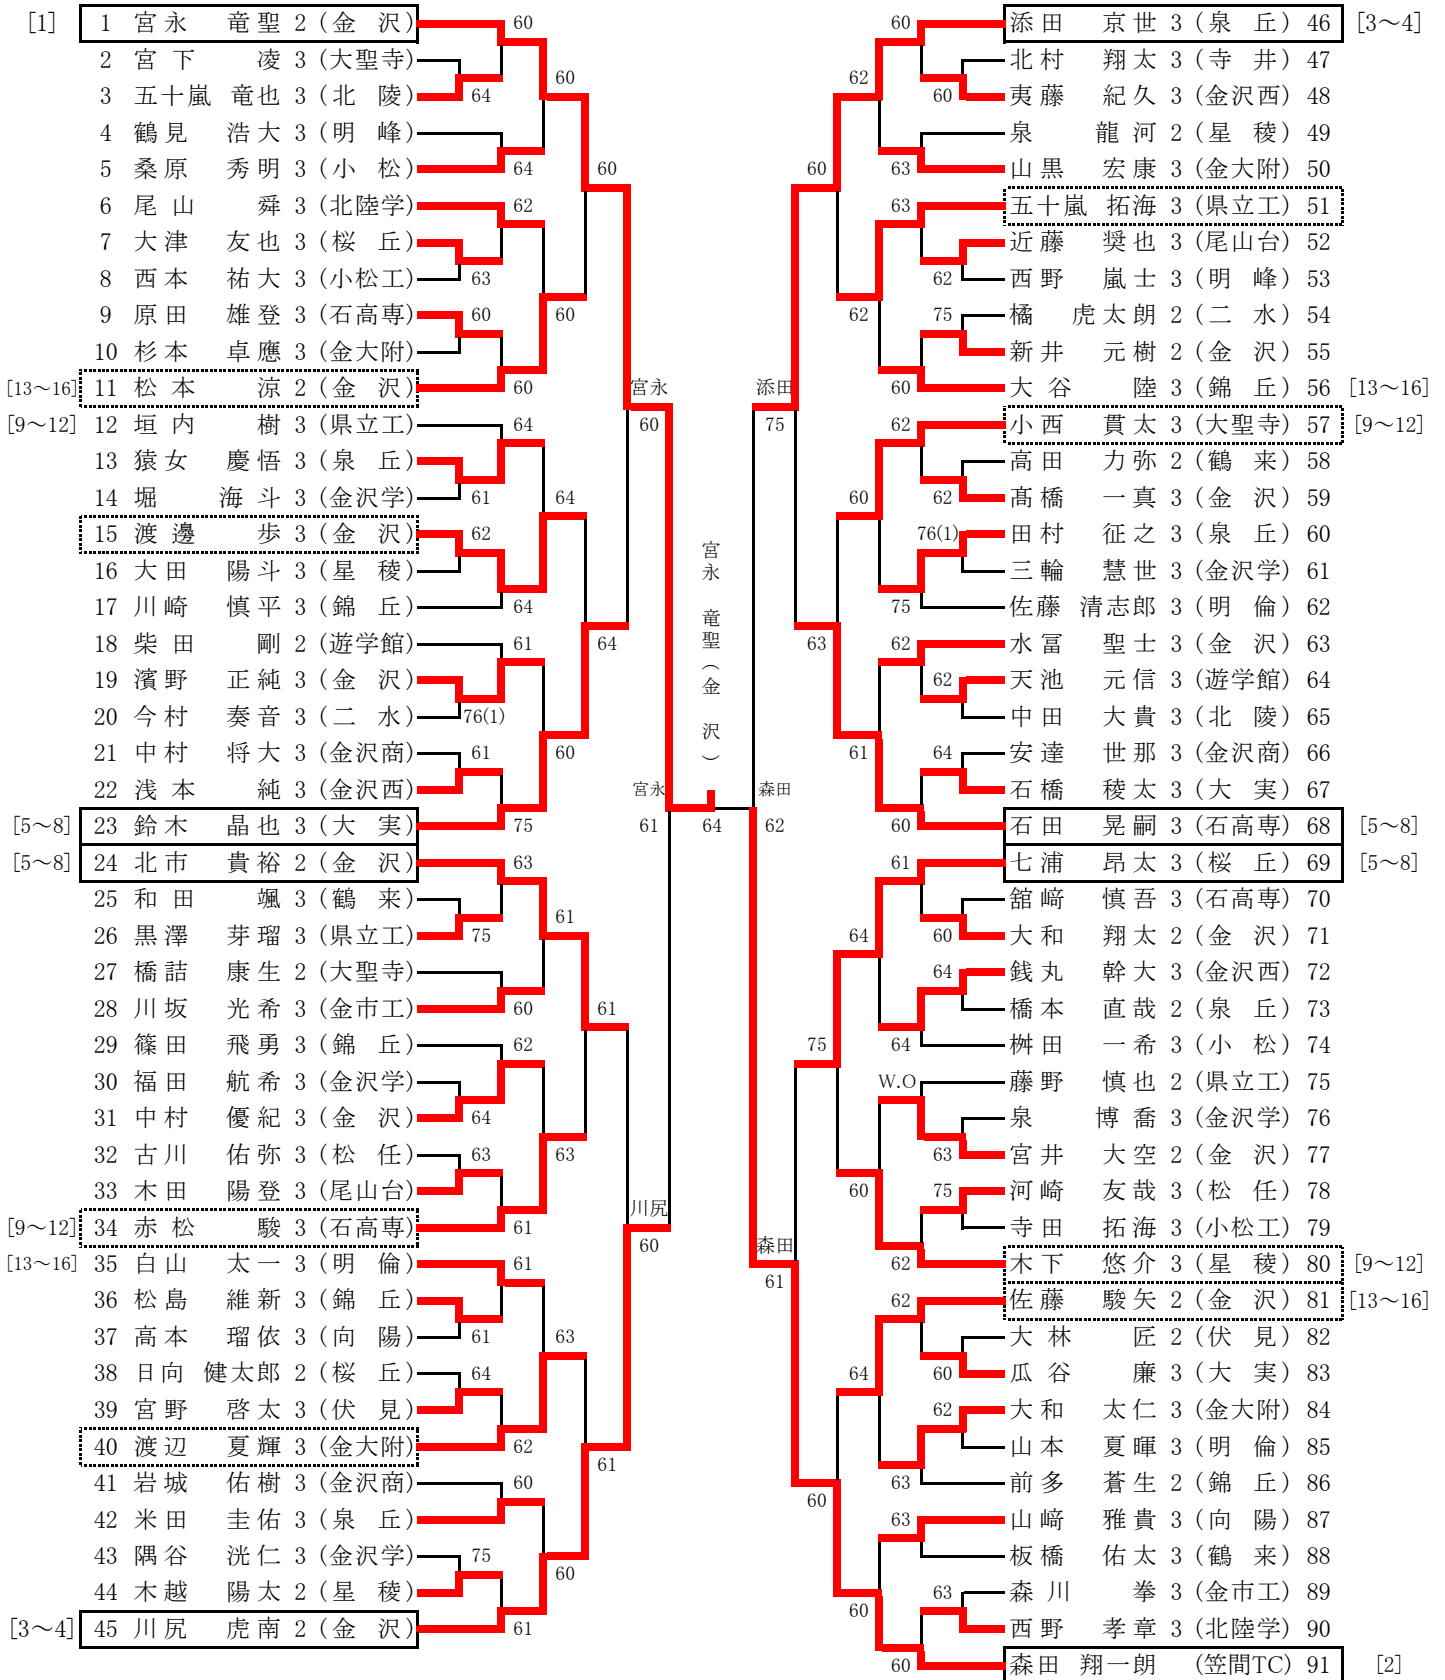 [1] 1 宮永 竜聖 2 (金 沢)
2 宮下 凌 3 (大聖寺)
3 五十嵐 竜也 3 (北 陵)
4 鶴見 浩大 3 (明 峰)
5 桑原 秀明 3 (小 松)
6 尾山 舜 3 (北陸学)
7 大津 友也 3 (桜 丘)
8 西本 祐大 3 (小松工)
9 原田 雄登 3 (石高専)
10 杉本 卓應 3 (金大附)
[13～16] 11 松本 涼 2 (金 沢)
[9～12] 12 垣内 樹 3 (県立工)
13 猿女 慶悟 3 (泉 丘)
14 堀 海斗 3 (金沢学)
15 渡邊 歩 3 (金 沢)
16 大田 陽斗 3 (星 稜)
17 川崎 慎平 3 (錦 丘)
18 柴田 剛 2 (遊学館)
19 濱野 正純 3 (金 沢)
20 今村 奏音 3 (二 水)
21 中村 将大 3 (金沢商)
22 浅本 純 3 (金沢西)
[5～8] 23 鈴木 晶也 3 (大 実)
[5～8] 24 北市 貴裕 2 (金 沢)
25 和田 颯 3 (鶴 来)
26 黒澤 芽瑠 3 (県立工)
27 橋詰 康生 2 (大聖寺)
28 川坂 光希 3 (金市工)
29 篠田 飛勇 3 (錦 丘)
30 福田 航希 3 (金沢学)
31 中村 優紀 3 (金 沢)
32 古川 佑弥 3 (松 任)
33 木田 陽登 3 (尾山台)
[9～12] 34 赤松 駿 3 (石高専)
[13～16] 35 白山 太一 3 (明 倫)
36 松島 維新 3 (錦 丘)
37 高本 瑠依 3 (向 陽)
38 日向 健太郎 2 (桜 丘)
39 宮野 啓太 3 (伏 見)
40 渡辺 夏輝 3 (金大附)
41 岩城 佑樹 3 (金沢商)
42 米田 圭佑 3 (泉 丘)
43 隅谷 洸仁 3 (金沢学)
44 木越 陽太 2 (星 稜)
[3～4] 45 川尻 虎南 2 (金 沢)
60
64
64
62
63
60
60
64
61
62
64
61
76(1)
61
75
63
75
60
62
64
63
61
61
61
64
62
60
75
61
60
60
64
60
61
63
63
60
60
64
61
61
宮永
60
川尻
60
宮永
61
宮永 竜聖(金 沢)
64
森田
62
添田
75
森田
61
60
63
75
60
62
62
60
61
64
60
64
60
60
60
63
63
62
75
60
62
62
76(1)
75
62
62
64
60
61
60
64
64
W.O
63
75
62
62
60
62
63
63
63
60
添田 京世 3 (泉 丘) 46 [3～4]
北村 翔太 3 (寺 井) 47
夷藤 紀久 3 (金沢西) 48
泉 龍河 2 (星 稜) 49
山黒 宏康 3 (金大附) 50
五十嵐 拓海 3 (県立工) 51
近藤 奨也 3 (尾山台) 52
西野 嵐士 3 (明 峰) 53
橘 虎太朗 2 (二 水) 54
新井 元樹 2 (金 沢) 55
大谷 陸 3 (錦 丘) 56 [13～16]
小西 貫太 3 (大聖寺) 57 [9～12]
高田 力弥 2 (鶴 来) 58
髙橋 一真 3 (金 沢) 59
田村 征之 3 (泉 丘) 60
三輪 慧世 3 (金沢学) 61
佐藤 清志郎 3 (明 倫) 62
水冨 聖士 3 (金 沢) 63
天池 元信 3 (遊学館) 64
中田 大貴 3 (北 陵) 65
安達 世那 3 (金沢商) 66
石橋 稜太 3 (大 実) 67
石田 晃嗣 3 (石高専) 68 [5～8]
七浦 昂太 3 (桜 丘) 69 [5～8]
舘﨑 慎吾 3 (石高専) 70
大和 翔太 2 (金 沢) 71
銭丸 幹大 3 (金沢西) 72
橋本 直哉 2 (泉 丘) 73
桝田 一希 3 (小 松) 74
藤野 慎也 2 (県立工) 75
泉 博喬 3 (金沢学) 76
宮井 大空 2 (金 沢) 77
河崎 友哉 3 (松 任) 78
寺田 拓海 3 (小松工) 79
木下 悠介 3 (星 稜) 80 [9～12]
佐藤 駿矢 2 (金 沢) 81 [13～16]
大林 匠 2 (伏 見) 82
瓜谷 廉 3 (大 実) 83
大和 太仁 3 (金大附) 84
山本 夏暉 3 (明 倫) 85
前多 蒼生 2 (錦 丘) 86
山﨑 雅貴 3 (向 陽) 87
板橋 佑太 3 (鶴 来) 88
森川 拳 3 (金市工) 89
西野 孝章 3 (北陸学) 90
森田 翔一朗 (笠間TC) 91 [2]